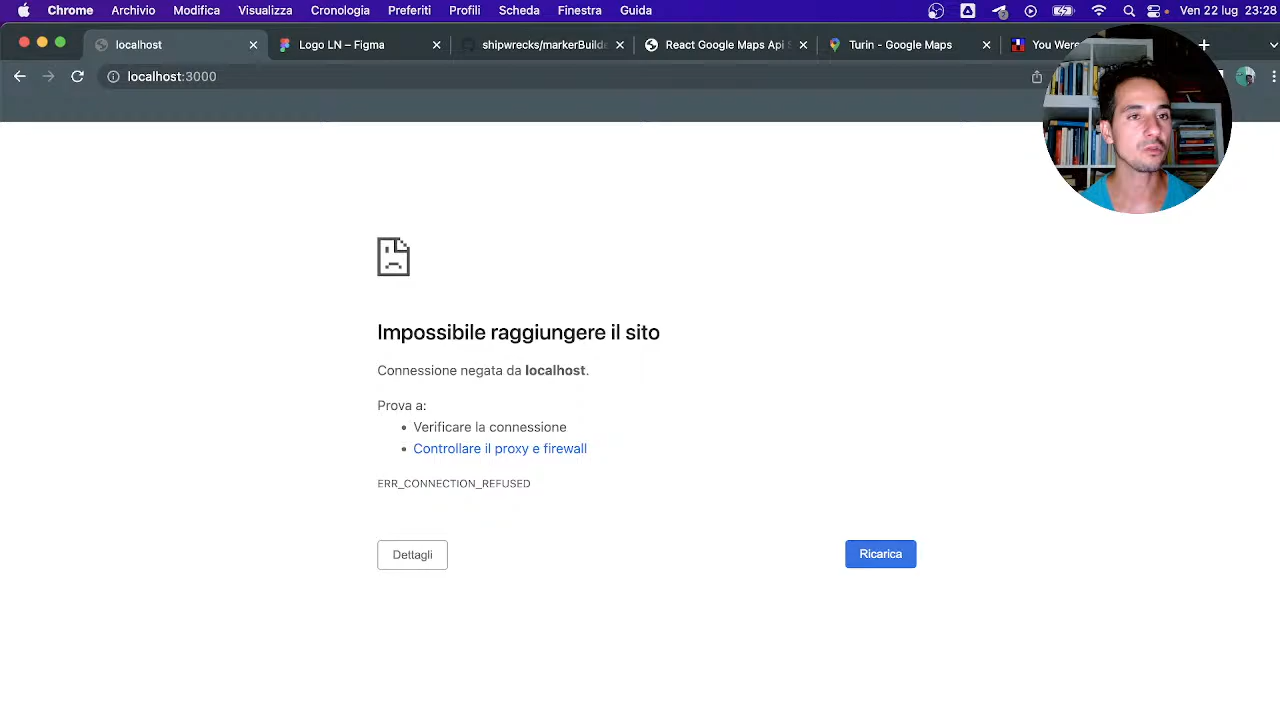 Chrome Archivio Modifica Visualizza Cronologia Preferiti Profili Scheda Finestra Guida Ven 22 lug 23:28
localhost Logo LN – Figma shipwrecks/markerBuilde React Google Maps Api S Turin - Google Maps You Were
localhost:3000
Impossibile raggiungere il sito
Connessione negata da localhost.
Prova a:
• Verificare la connessione
• Controllare il proxy e firewall
ERR_CONNECTION_REFUSED
Dettagli Ricarica